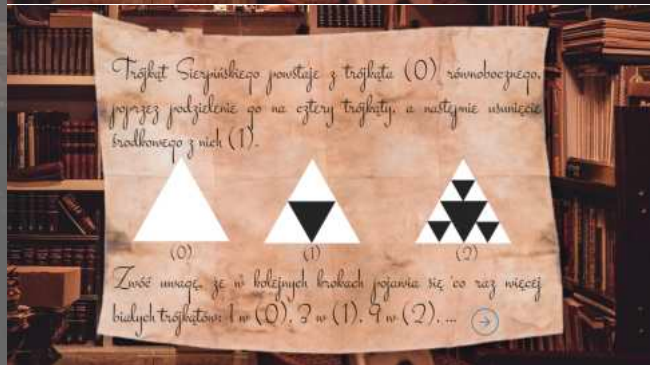 Trójkąt Sierpińskiego powstaje z trójkąta (0) równobocznego,
poprzez podzielenie go na cztery trójkąty, a następnie usunięcie
środkowego z nich (1).
(0) (1) (2)
Zwóć uwagę, że w kolejnych krokach pojawia się co raz więcej
białych trójkątów: 1 w (0), 3 w (1), 9 w (2), ...